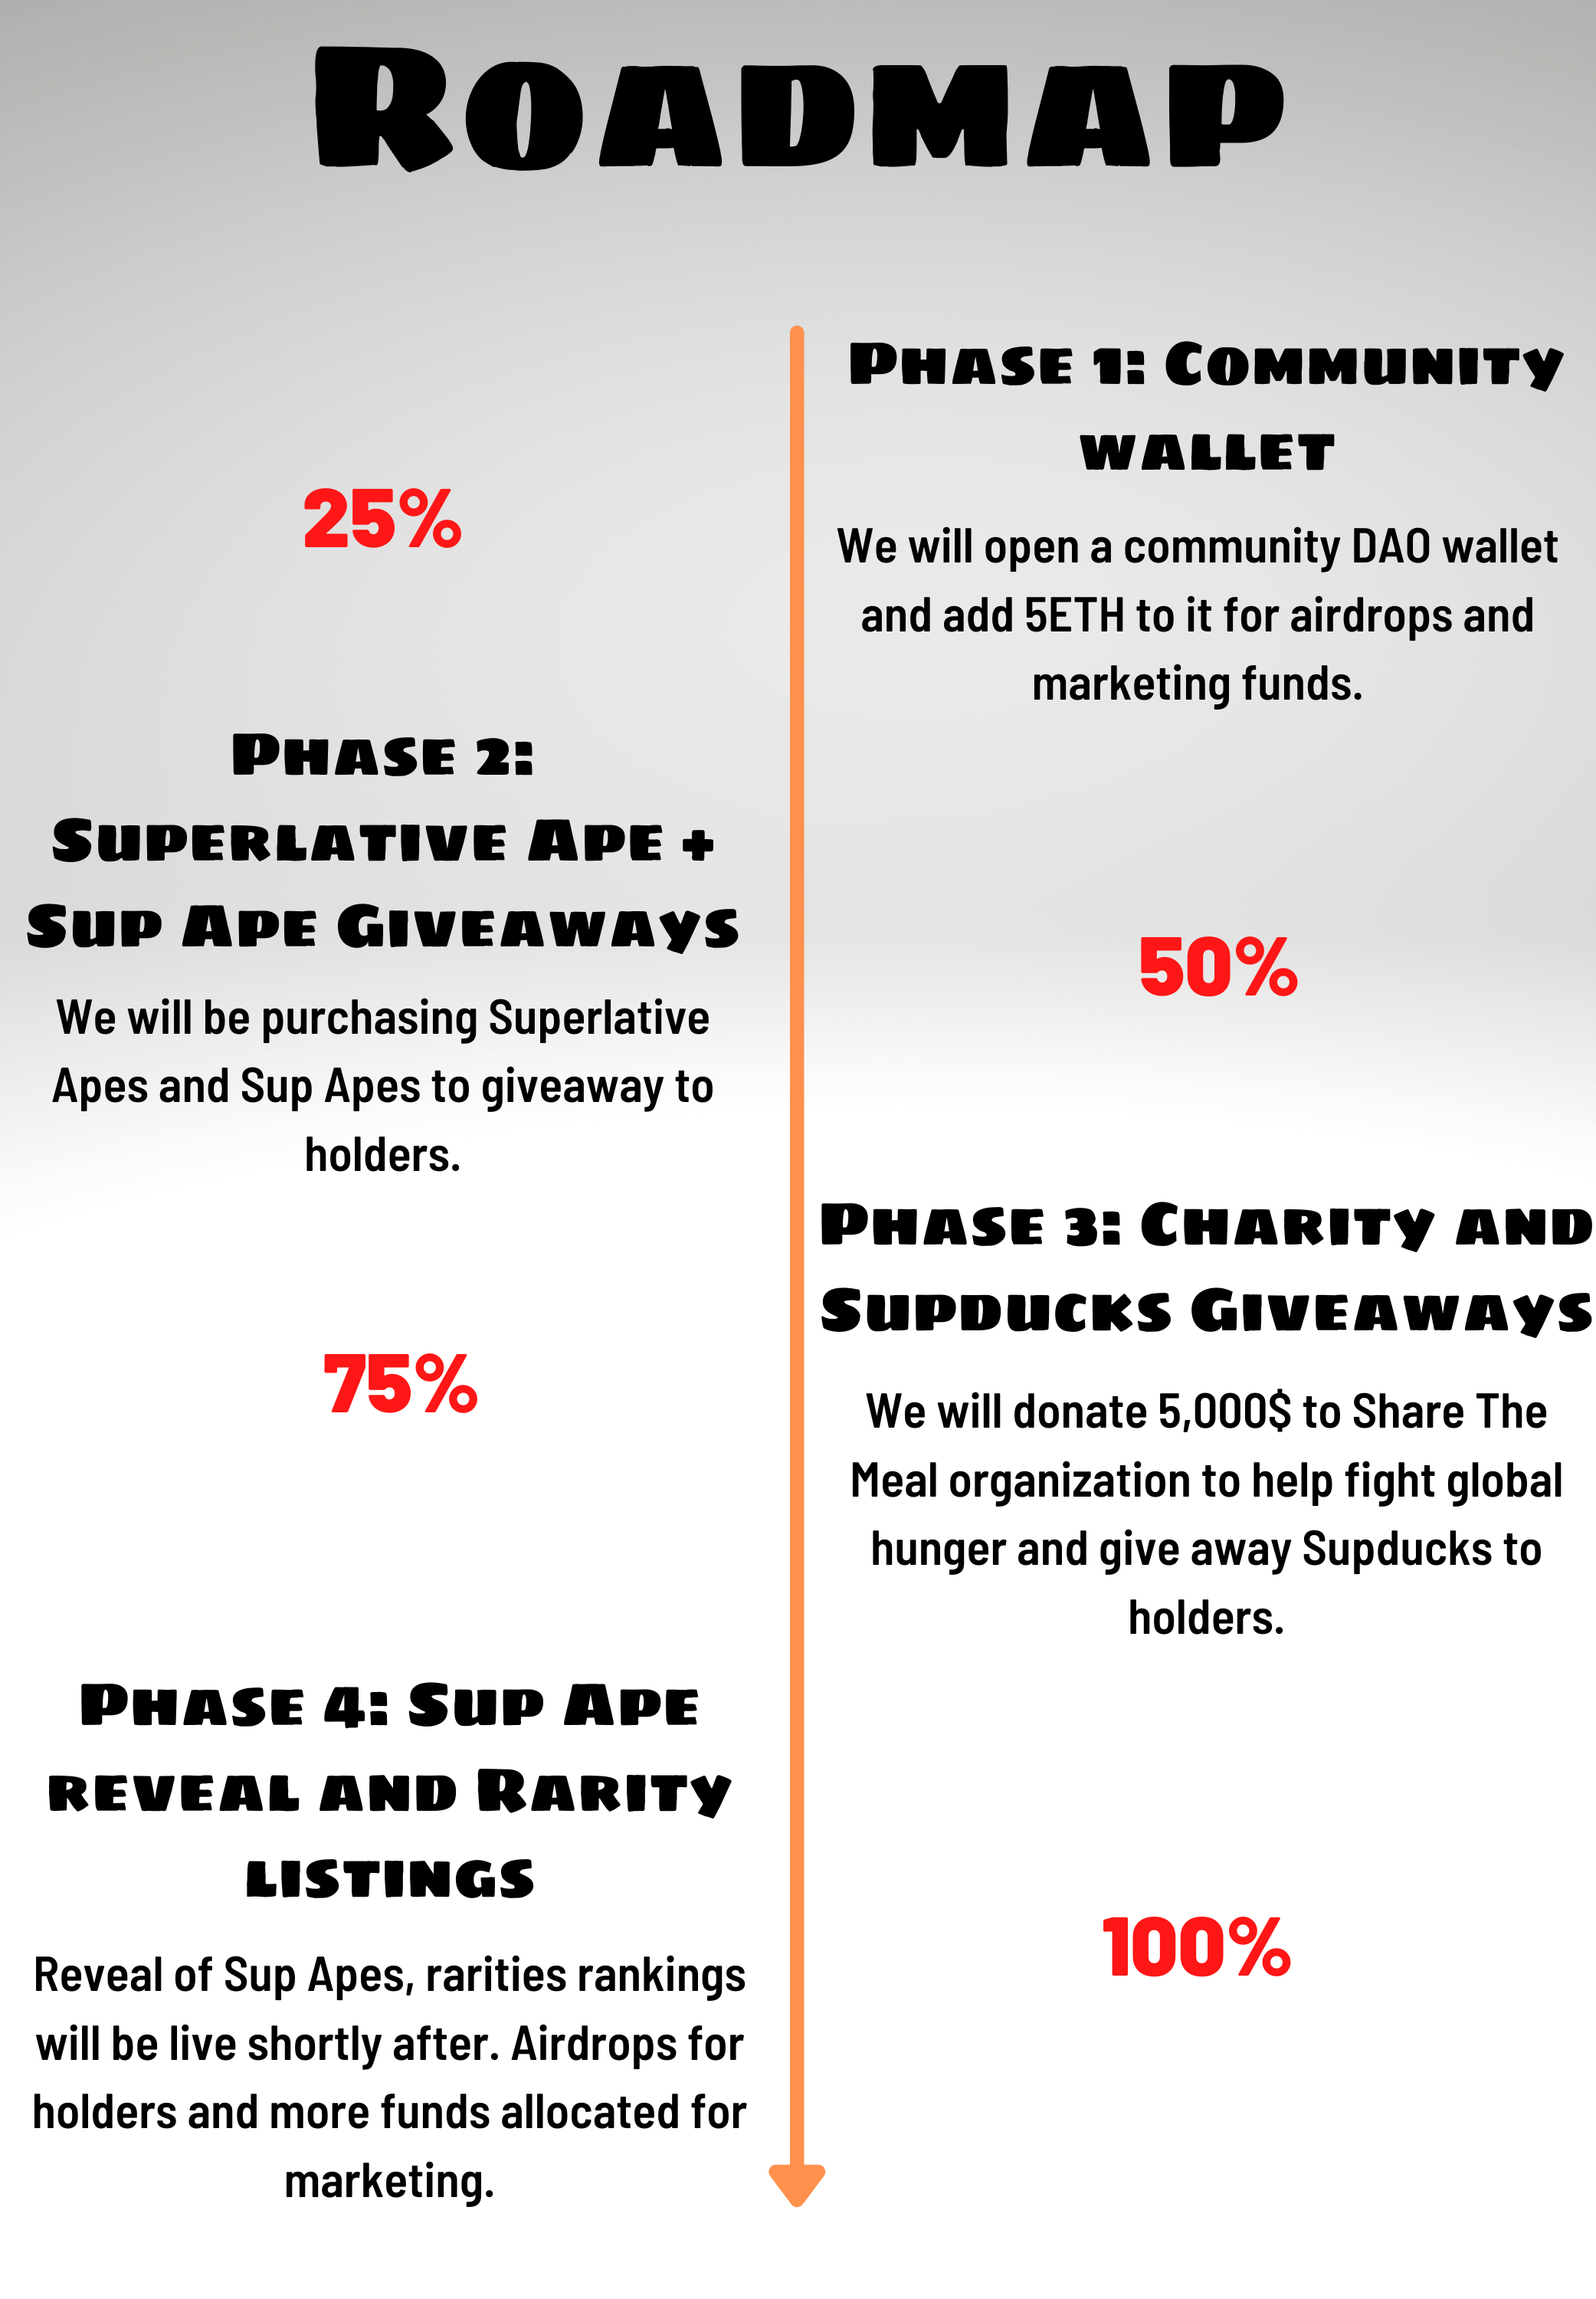 Roadmap
Phase 1: Community
wallet
25%
We will open a community DAO wallet
and add 5ETH to it for airdrops and
marketing funds.
Phase 2:
Superlative Ape +
Sup Ape Giveaways
50%
We will be purchasing Superlative
Apes and Sup Apes to giveaway to
holders.
Phase 3: Charity and
Supducks Giveaways
75%
We will donate 5,000$ to Share The
Meal organization to help fight global
hunger and give away Supducks to
holders.
Phase 4: Sup Ape
reveal and Rarity
listings
100%
Reveal of Sup Apes, rarities rankings
will be live shortly after. Airdrops for
holders and more funds allocated for
marketing.